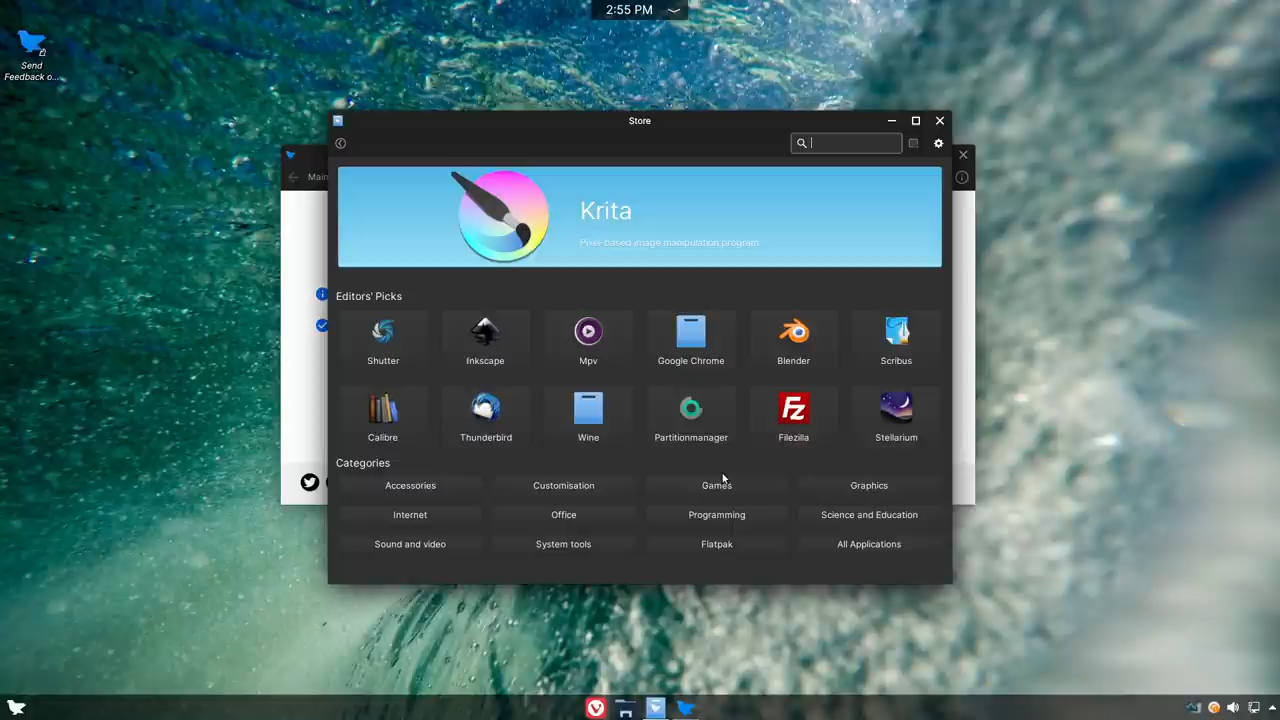 2:55 PM
Send
Feedback o...
Store
Main
Krita
Pixel-based image manipulation program
Editors' Picks
Shutter
Inkscape
Mpv
Google Chrome
Blender
Scribus
Calibre
Thunderbird
Wine
Partitionmanager
Filezilla
Stellarium
Categories
Accessories
Customisation
Games
Graphics
Internet
Office
Programming
Science and Education
Sound and video
System tools
Flatpak
All Applications